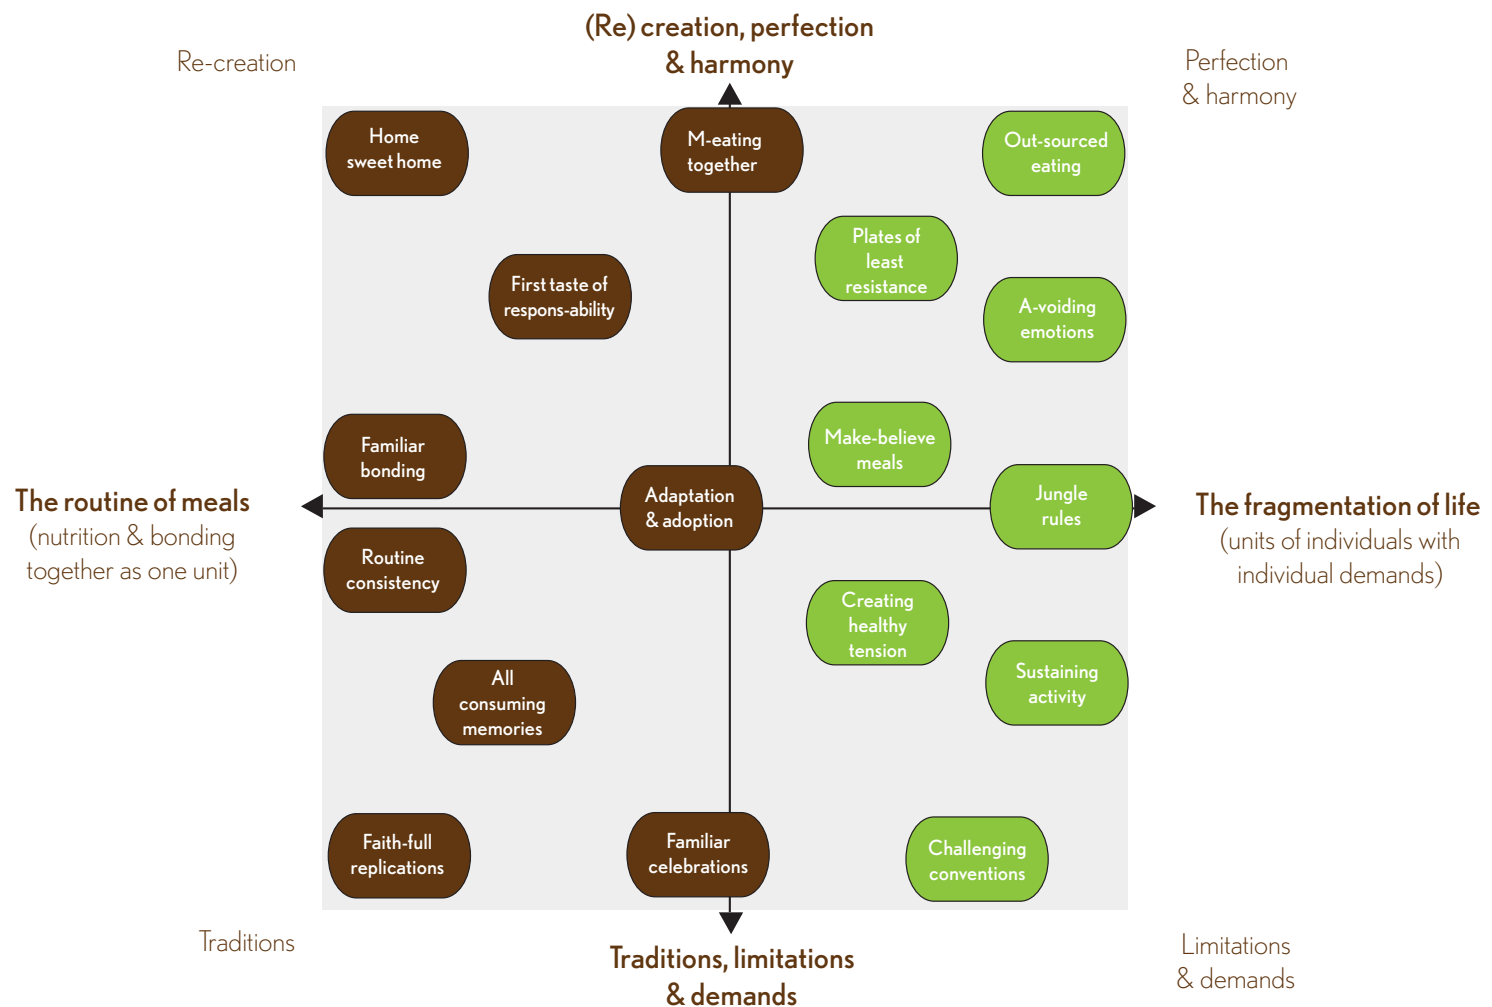 (Re) creation, perfection
& harmony
Re-creation
Perfection
& harmony
Home
sweet home
M-eating
together
Out-sourced
eating
Plates of
least
resistance
First taste of
respons-ability
A-voiding
emotions
Familiar
bonding
Make-believe
meals
The routine of meals
(nutrition & bonding
together as one unit)
Adaptation
& adoption
Jungle
rules
The fragmentation of life
(units of individuals with
individual demands)
Routine
consistency
Creating
healthy
tension
All
consuming
memories
Sustaining
activity
Faith-full
replications
Familiar
celebrations
Challenging
conventions
Traditions
Traditions, limitations
& demands
Limitations
& demands